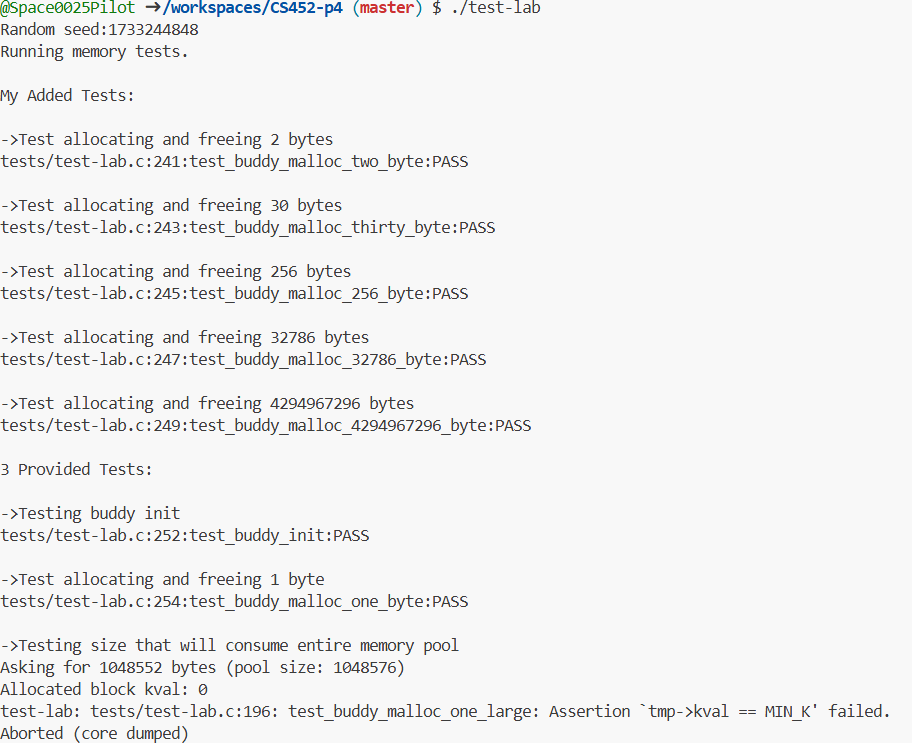 @Space0025Pilot ➜/workspaces/CS452-p4 (master) $ ./test-lab
Random seed:1733244848
Running memory tests.
My Added Tests:
->Test allocating and freeing 2 bytes
tests/test-lab.c:241:test_buddy_malloc_two_byte:PASS
->Test allocating and freeing 30 bytes
tests/test-lab.c:243:test_buddy_malloc_thirty_byte:PASS
->Test allocating and freeing 256 bytes
tests/test-lab.c:245:test_buddy_malloc_256_byte:PASS
->Test allocating and freeing 32786 bytes
tests/test-lab.c:247:test_buddy_malloc_32786_byte:PASS
->Test allocating and freeing 4294967296 bytes
tests/test-lab.c:249:test_buddy_malloc_4294967296_byte:PASS
3 Provided Tests:
->Testing buddy init
tests/test-lab.c:252:test_buddy_init:PASS
->Test allocating and freeing 1 byte
tests/test-lab.c:254:test_buddy_malloc_one_byte:PASS
->Testing size that will consume entire memory pool
Asking for 1048552 bytes (pool size: 1048576)
Allocated block kval: 0
test-lab: tests/test-lab.c:196: test_buddy_malloc_one_large: Assertion `tmp->kval == MIN_K' failed.
Aborted (core dumped)